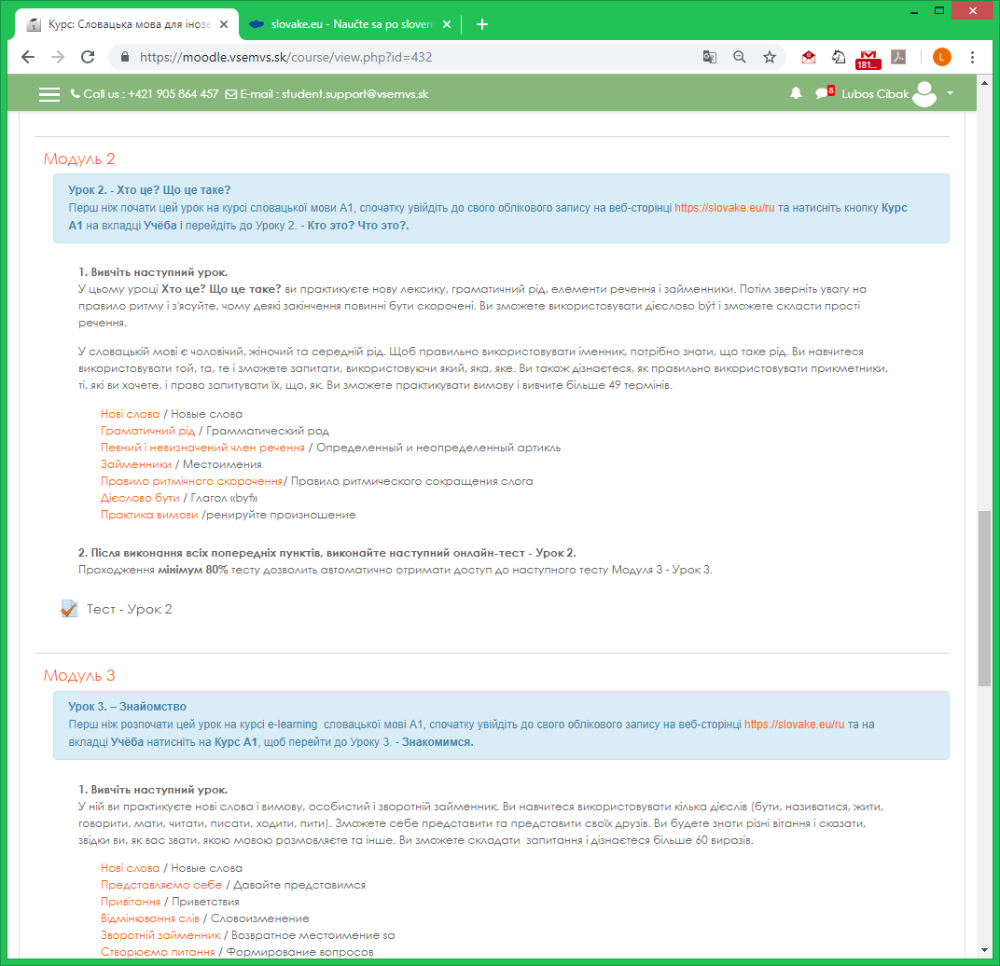 Курс: Словацька мова для інозе
slovake.eu - Naučte sa po sloven
https://moodle.vsemvs.sk/course/view.php?id=432
181...
L
Call us : +421 905 864 457 E-mail : student.support@vsemvs.sk
8
Lubos Cibak
Модуль 2
Урок 2. - Хто це? Що це таке?
Перш ніж почати цей урок на курсі словацької мови А1, спочатку увійдіть до свого облікового запису на веб-сторінці https://slovake.eu/ru та натисніть кнопку Курс
А1 на вкладці Учёба і перейдіть до Уроку 2. - Кто это? Что это?.
1. Вивчіть наступний урок.
У цьому уроці Хто це? Що це таке? ви практикуєте нову лексику, граматичний рід, елементи речення і займенники. Потім зверніть увагу на
правило ритму і з'ясуйте, чому деякі закінчення повинні бути скорочені. Ви зможете використовувати дієслово být і зможете скласти прості
речення.
У словацькій мові є чоловічий, жіночий та середній рід. Щоб правильно використовувати іменник, потрібно знати, що таке рід. Ви навчитеся
використовувати той, та, те і зможете запитати, використовуючи який, яка, яке. Ви також дізнаєтеся, як правильно використовувати прикметники,
ті, які ви хочете, і право запитувати їх, що, як. Ви зможете практикувати вимову і вивчите більше 49 термінів.
Нові слова / Новые слова
Граматичний рід / Грамматический род
Певний і невизначений член речення / Определенный и неопределенный артикль
Займенники / Местоимения
Правило ритмічного скорочення/ Правило ритмического сокращения слога
Дієслово бути / Глагол «byť»
Практика вимови /ренируйте произношение
2. Після виконання всіх попередніх пунктів, виконайте наступний онлайн-тест - Урок 2.
Проходження мінімум 80% тесту дозволить автоматично отримати доступ до наступного тесту Модуля 3 - Урок 3.
Тест - Урок 2
Модуль 3
Урок 3. – Знайомство
Перш ніж розпочати цей урок на курсі e-learning словацької мові А1, спочатку увійдіть до свого облікового запису на веб-сторінці https://slovake.eu/ru та на
вкладці Учёба натисніть на Курс А1, щоб перейти до Уроку 3. - Знакомимся.
1. Вивчіть наступний урок.
У ній ви практикуєте нові слова і вимову, особистий і зворотній займенник. Ви навчитеся використовувати кілька дієслів (бути, називатися, жити,
говорити, мати, читати, писати, ходити, пити). Зможете себе представити та представити своїх друзів. Ви будете знати різні вітання і сказати,
звідки ви, як вас звать, якою мовою розмовляєте та інше. Ви зможете складати запитання і дізнаєтеся більше 60 виразів.
Нові слова / Новые слова
Представляємо себе / Давайте представимся
Привітання / Приветствия
Відмінювання слів / Словоизменение
Зворотній займенник / Возвратное местоимение sa
Створюємо питання / Формирование вопросов